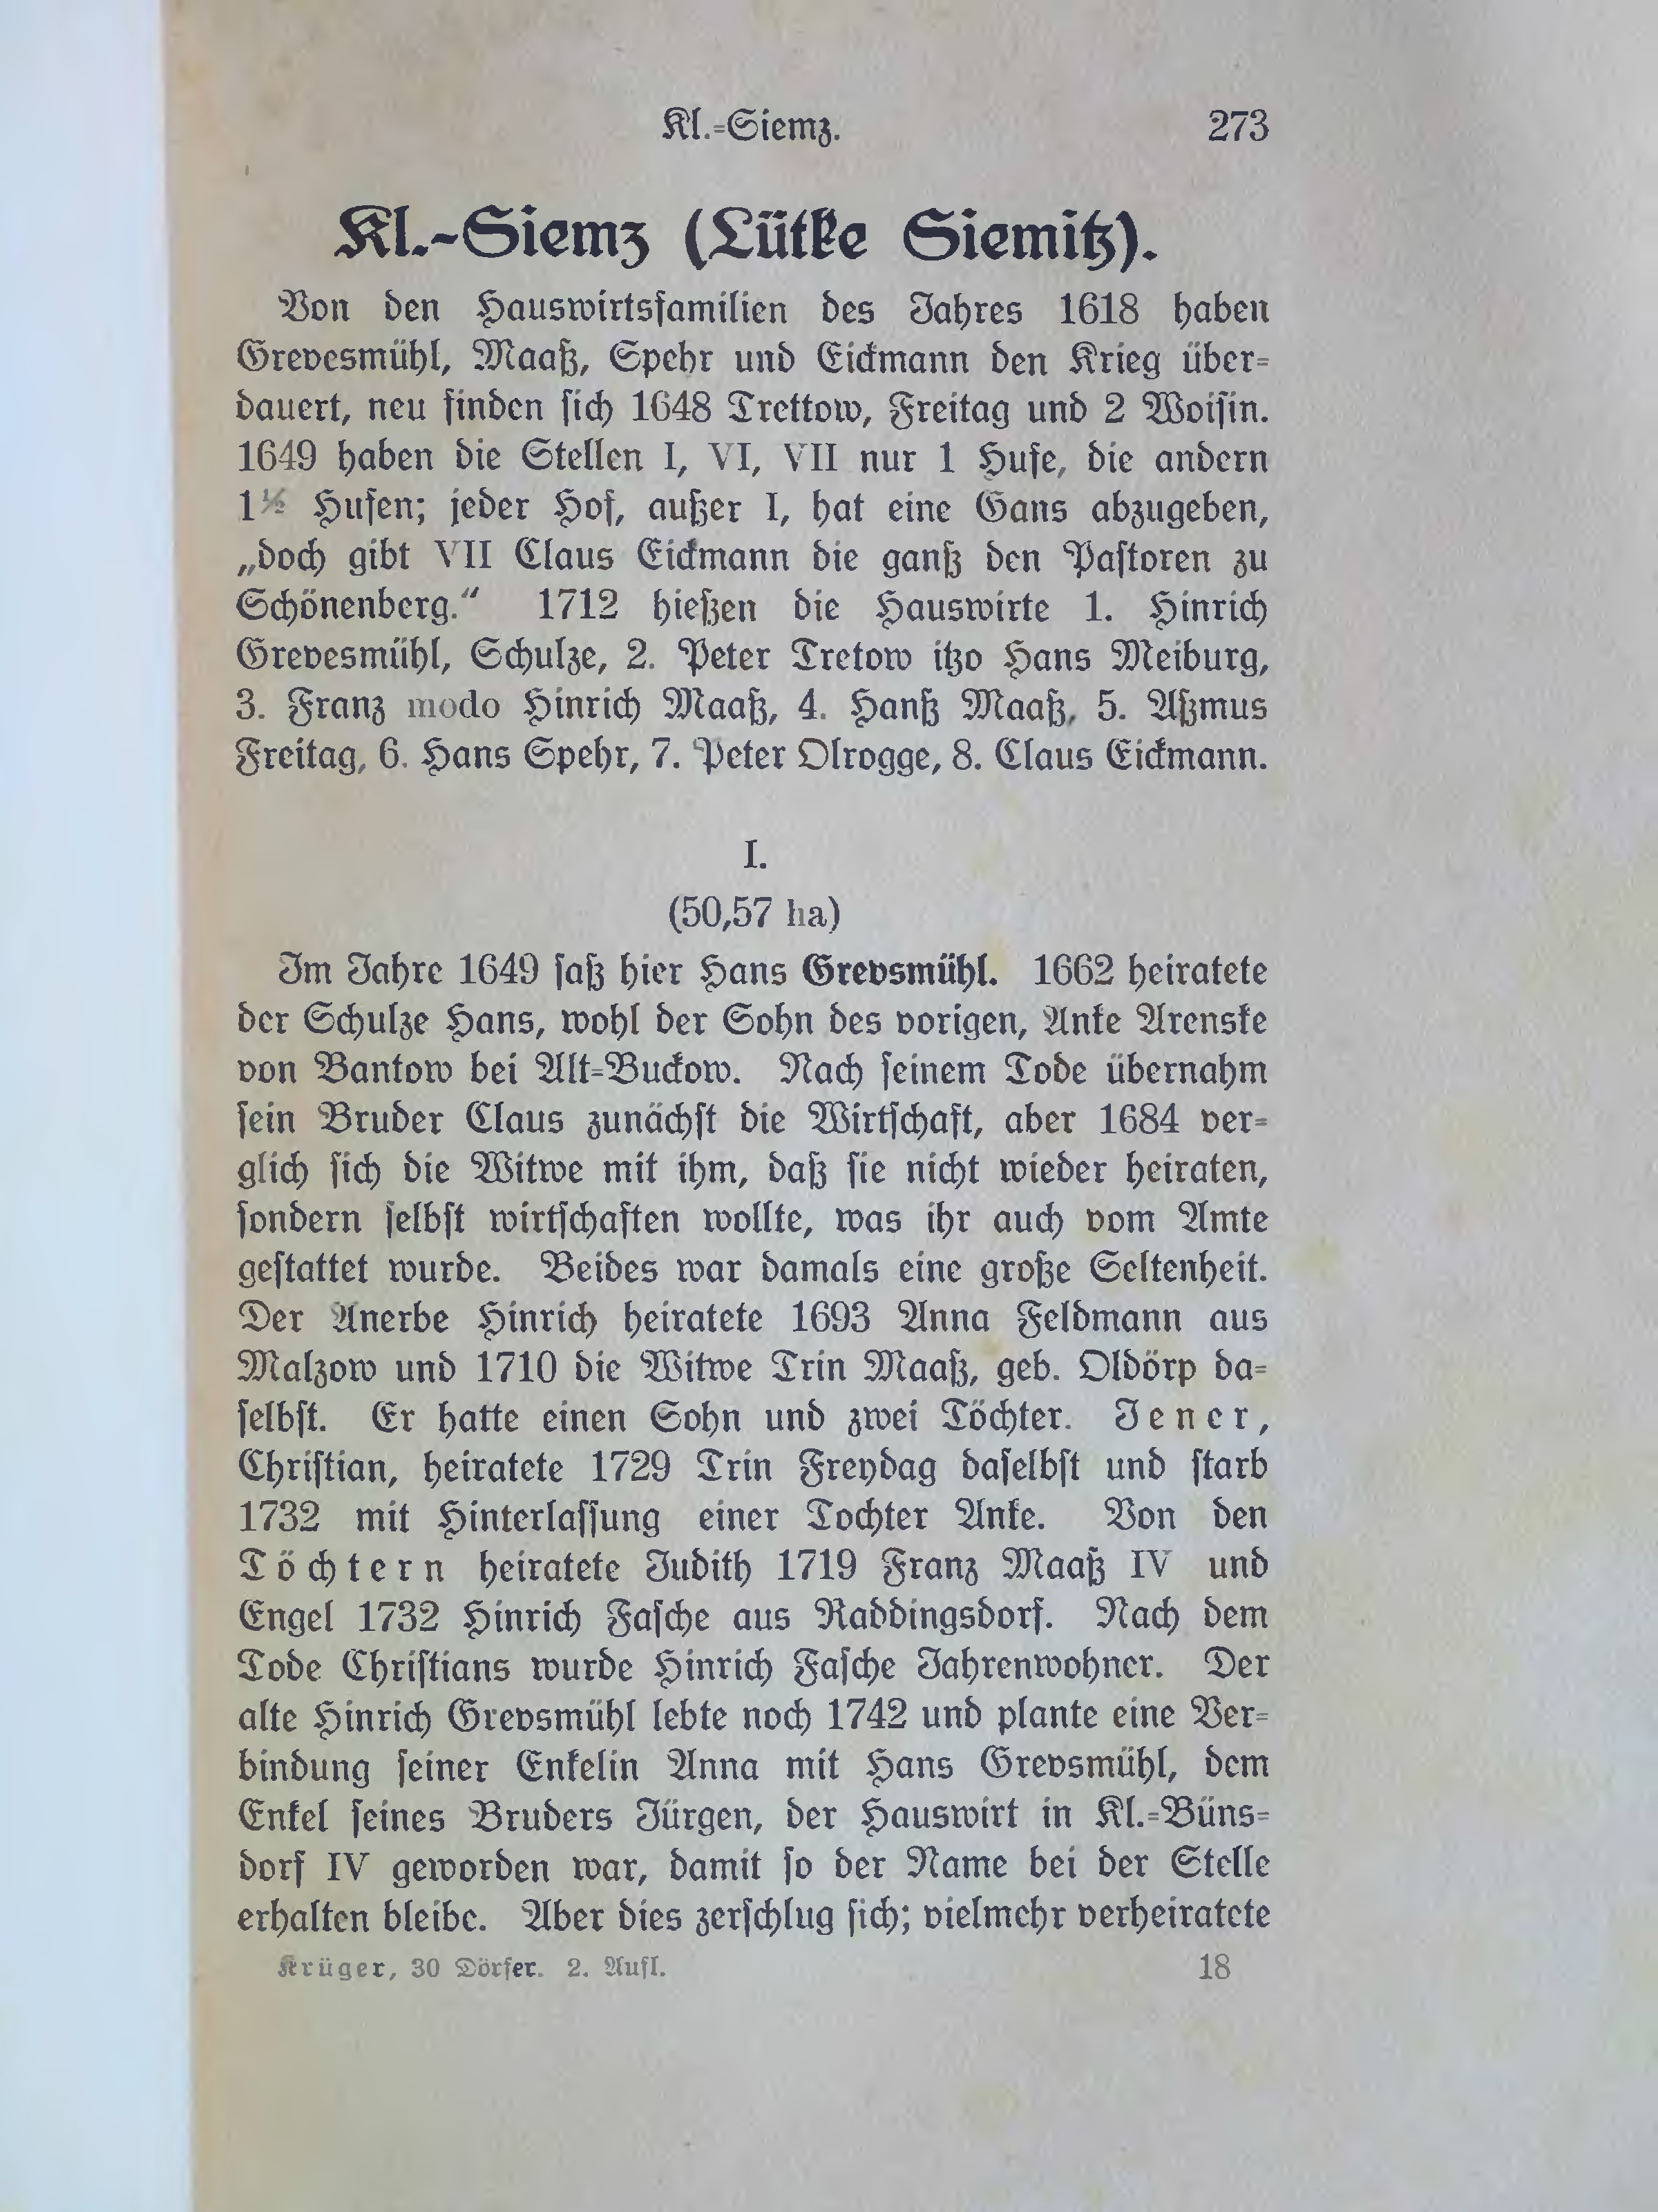 Kl.=Siemz. 273
Kl.-Siemz (Lütke Siemitz).
Von den Hauswirtsfamilien des Jahres 1618 haben
Grevesmühl, Maaß, Spehr und Eickmann den Krieg über=
dauert, neu finden sich 1648 Trettow, Freitag und 2 Woisin.
1649 haben die Stellen I, VI, VII nur 1 Hufe, die andern
1½ Hufen; jeder Hof, außer I, hat eine Gans abzugeben,
„doch gibt VII Claus Eickmann die ganß den Pastoren zu
Schönenberg.“ 1712 hießen die Hauswirte 1. Hinrich
Grevesmühl, Schulze, 2. Peter Tretow itzo Hans Meiburg,
3. Franz modo Hinrich Maaß, 4. Hanß Maaß, 5. Aßmus
Freitag, 6. Hans Spehr, 7. Peter Olrogge, 8. Claus Eickmann.
I.
(50,57 ha)
Im Jahre 1649 saß hier Hans Grevsmühl. 1662 heiratete
der Schulze Hans, wohl der Sohn des vorigen, Anke Arenske
von Bantow bei Alt=Buckow. Nach seinem Tode übernahm
sein Bruder Claus zunächst die Wirtschaft, aber 1684 ver=
glich sich die Witwe mit ihm, daß sie nicht wieder heiraten,
sondern selbst wirtschaften wollte, was ihr auch vom Amte
gestattet wurde. Beides war damals eine große Seltenheit.
Der Anerbe Hinrich heiratete 1693 Anna Feldmann aus
Malzow und 1710 die Witwe Trin Maaß, geb. Oldörp da=
selbst. Er hatte einen Sohn und zwei Töchter. Jener,
Christian, heiratete 1729 Trin Freydag daselbst und starb
1732 mit Hinterlassung einer Tochter Anke. Von den
Töchtern heiratete Judith 1719 Franz Maaß IV und
Engel 1732 Hinrich Fasche aus Raddingsdorf. Nach dem
Tode Christians wurde Hinrich Fasche Jahrenwohner. Der
alte Hinrich Grevsmühl lebte noch 1742 und plante eine Ver=
bindung seiner Enkelin Anna mit Hans Grevsmühl, dem
Enkel seines Bruders Jürgen, der Hauswirt in Kl.=Büns=
dorf IV geworden war, damit so der Name bei der Stelle
erhalten bleibe. Aber dies zerschlug sich; vielmehr verheiratete
Krüger, 30 Dörfer. 2. Aufl. 18